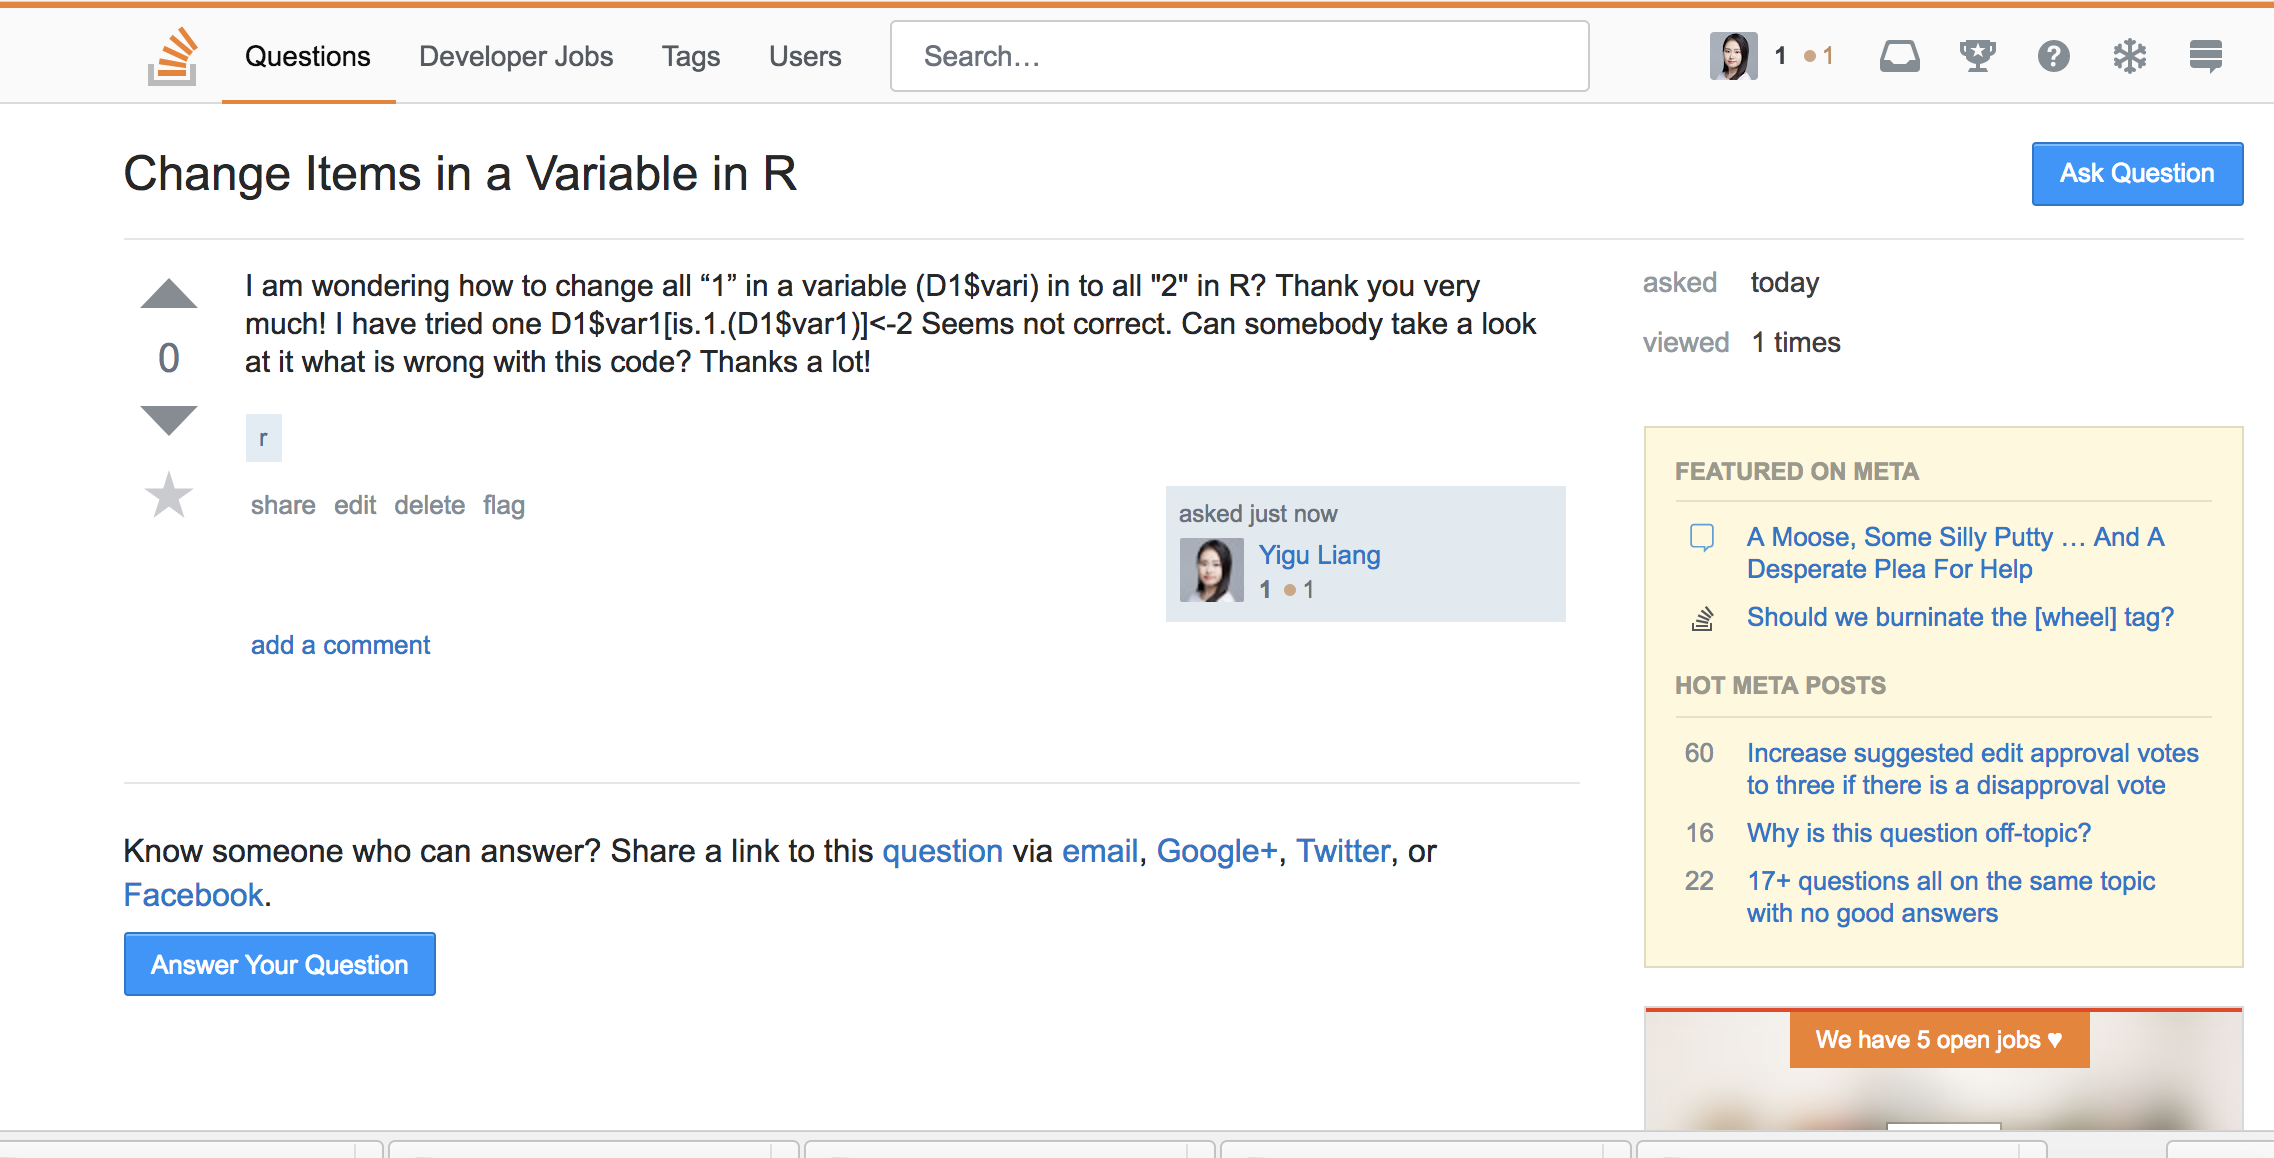 Questions Developer Jobs Tags Users Search… 1 1
Change Items in a Variable in R
Ask Question
I am wondering how to change all “1” in a variable (D1$vari) in to all "2" in R? Thank you very
much! I have tried one D1$var1[is.1.(D1$var1)]<-2 Seems not correct. Can somebody take a look
at it what is wrong with this code? Thanks a lot!
0
r
share edit delete flag
asked just now
Yigu Liang
1 1
add a comment
Know someone who can answer? Share a link to this question via email, Google+, Twitter, or
Facebook.
Answer Your Question
asked today
viewed 1 times
FEATURED ON META
A Moose, Some Silly Putty … And A
Desperate Plea For Help
Should we burninate the [wheel] tag?
HOT META POSTS
60 Increase suggested edit approval votes
to three if there is a disapproval vote
16 Why is this question off-topic?
22 17+ questions all on the same topic
with no good answers
We have 5 open jobs ♥